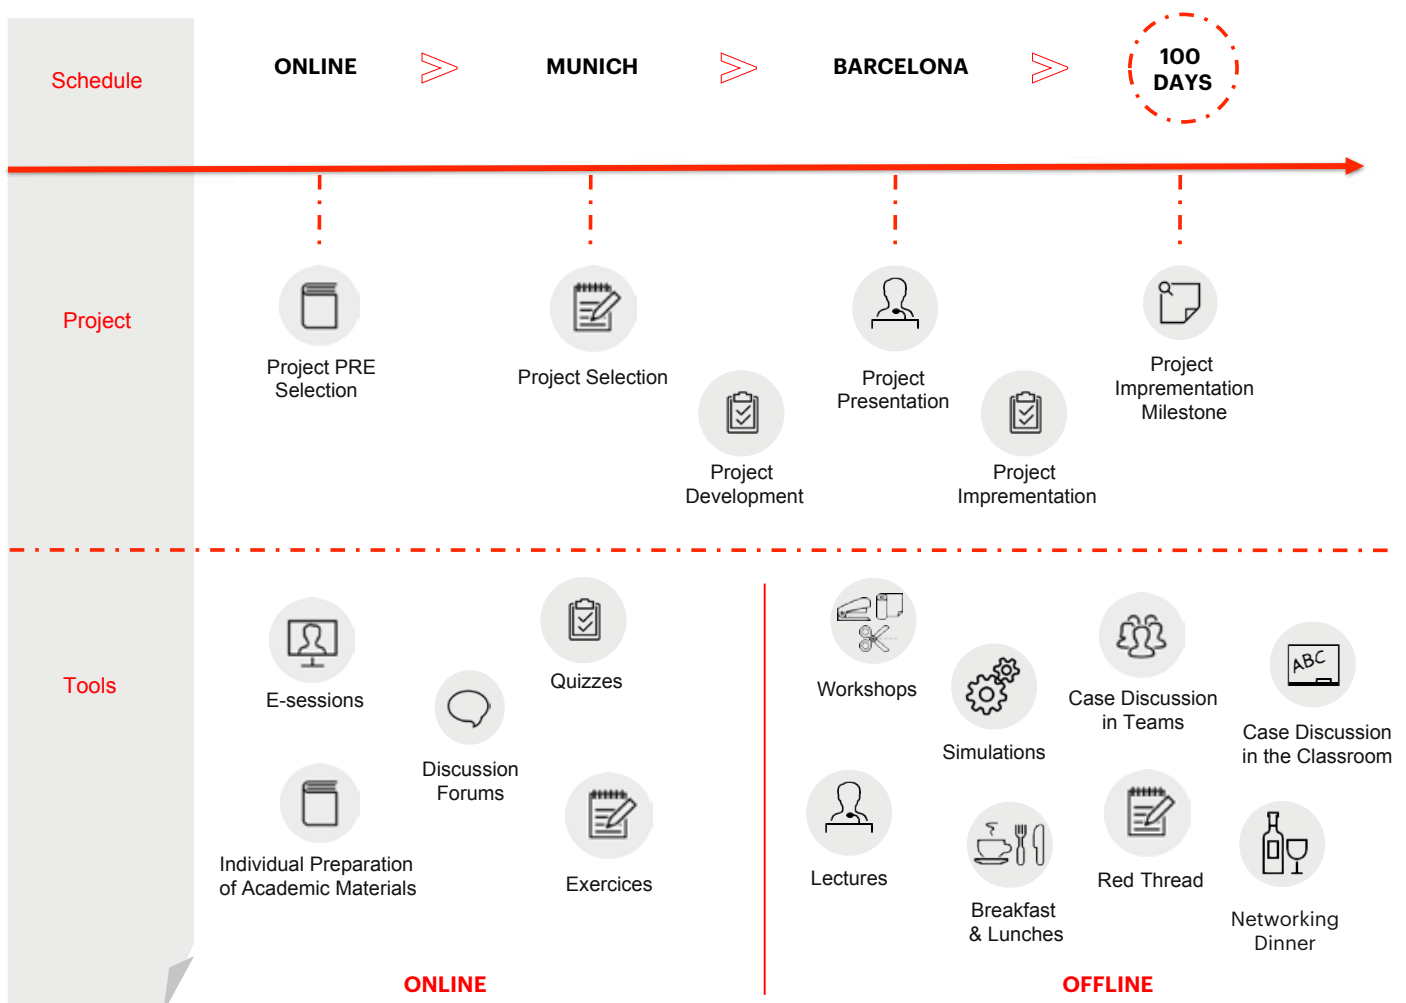 Schedule
ONLINE
MUNICH
BARCELONA
100
DAYS
Project
Project PRE
Selection
Project Selection
Project
Development
Project
Presentation
Project
Imprementation
Project
Imprementation
Milestone
Tools
E-sessions
Quizzes
Discussion
Forums
Individual Preparation
of Academic Materials
Exercices
ONLINE
Workshops
Simulations
Case Discussion
in Teams
ABC
Case Discussion
in the Classroom
Lectures
Breakfast
& Lunches
Red Thread
Networking
Dinner
OFFLINE